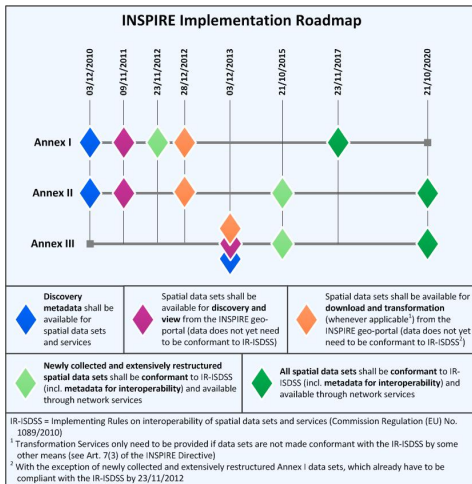 INSPIRE Implementation Roadmap
03/12/2010
09/11/2011
23/11/2012
28/12/2012
03/12/2013
21/10/2015
23/11/2017
21/10/2020
Annex I
Annex II
Annex III
Discovery
metadata shall be
available for
spatial data sets
and services
Spatial data sets shall be
available for discovery and
view from the INSPIRE geo-
portal (data does not yet need
to be conformant to IR-ISDSS)
Spatial data sets shall be available for
download and transformation
(whenever applicable¹) from the
INSPIRE geo-portal (data does not yet
need to be conformant to IR-ISDSS²)
Newly collected and extensively restructured
spatial data sets shall be conformant to IR-ISDSS
(incl. metadata for interoperability) and available
through network services
All spatial data sets shall be conformant to IR-
ISDSS (incl. metadata for interoperability) and
available through network services
IR-ISDSS = Implementing Rules on interoperability of spatial data sets and services (Commission Regulation (EU) No.
1089/2010)
¹ Transformation Services only need to be provided if data sets are not made conformant with the IR-ISDSS by some
other means (see Art. 7(3) of the INSPIRE Directive)
² With the exception of newly collected and extensively restructured Annex I data sets, which already have to be
compliant with the IR-ISDSS by 23/11/2012